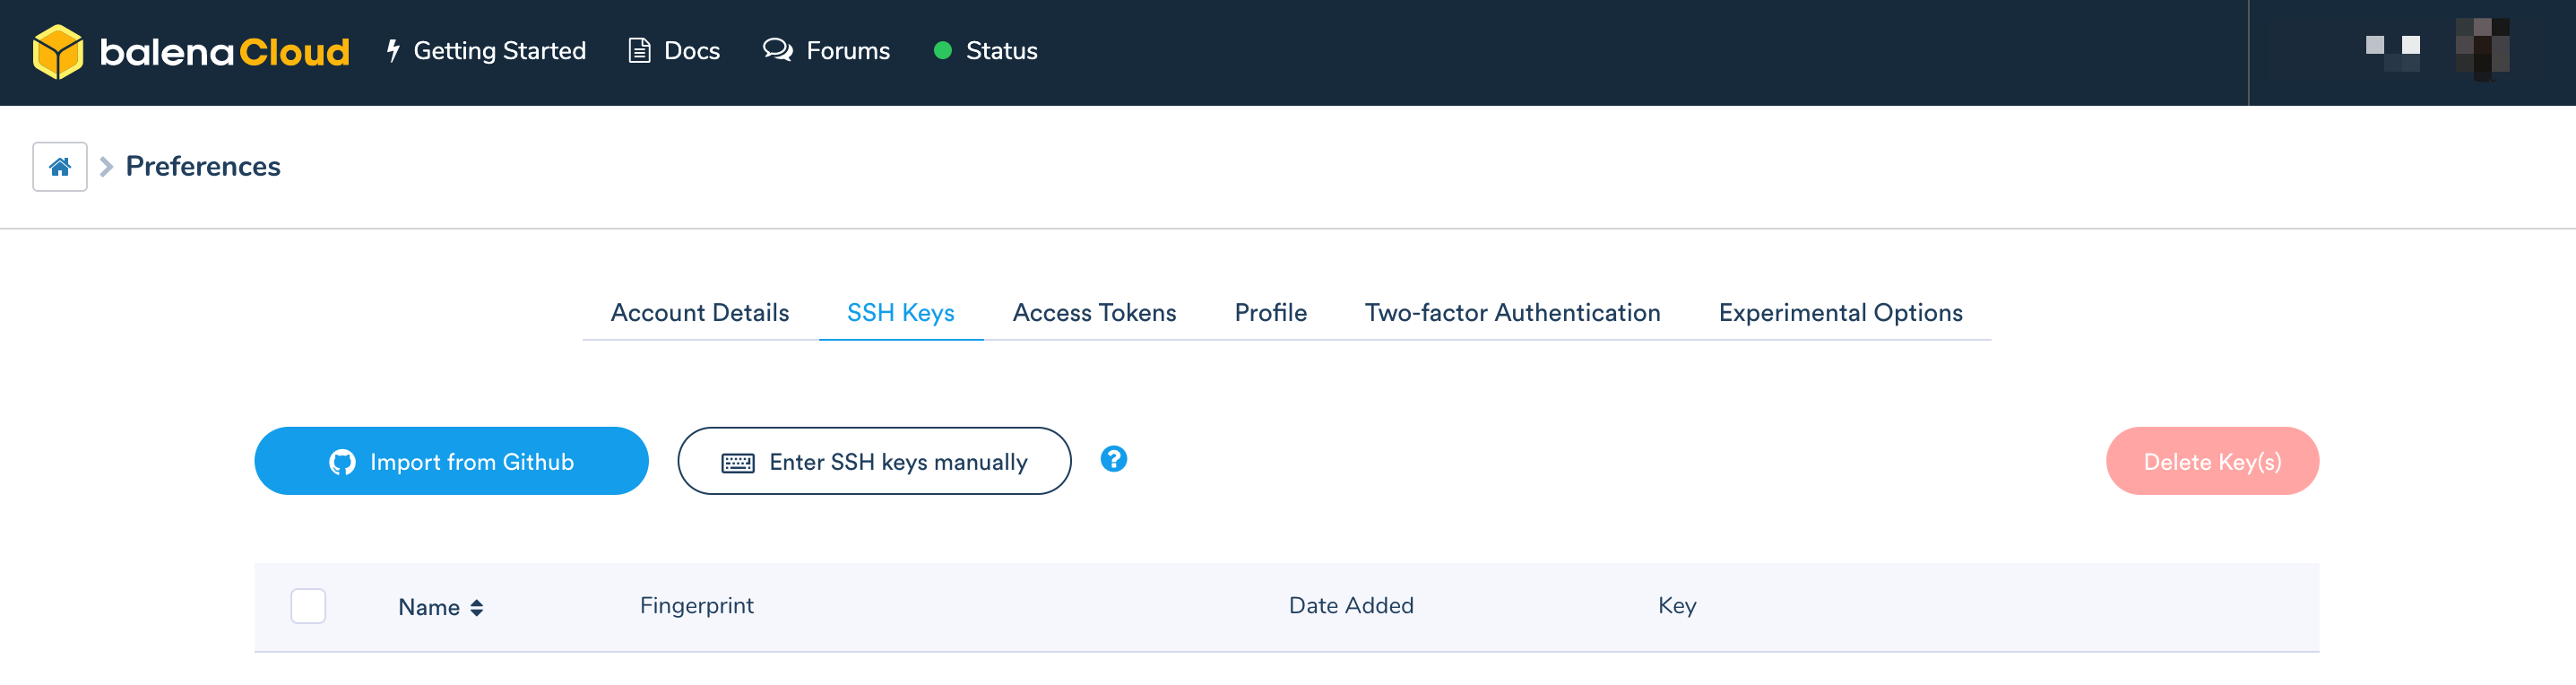 balenaCloud Getting Started Docs Forums Status
Preferences
Account Details SSH Keys Access Tokens Profile Two-factor Authentication Experimental Options
Import from Github Enter SSH keys manually ? Delete Key(s)
Name Fingerprint Date Added Key